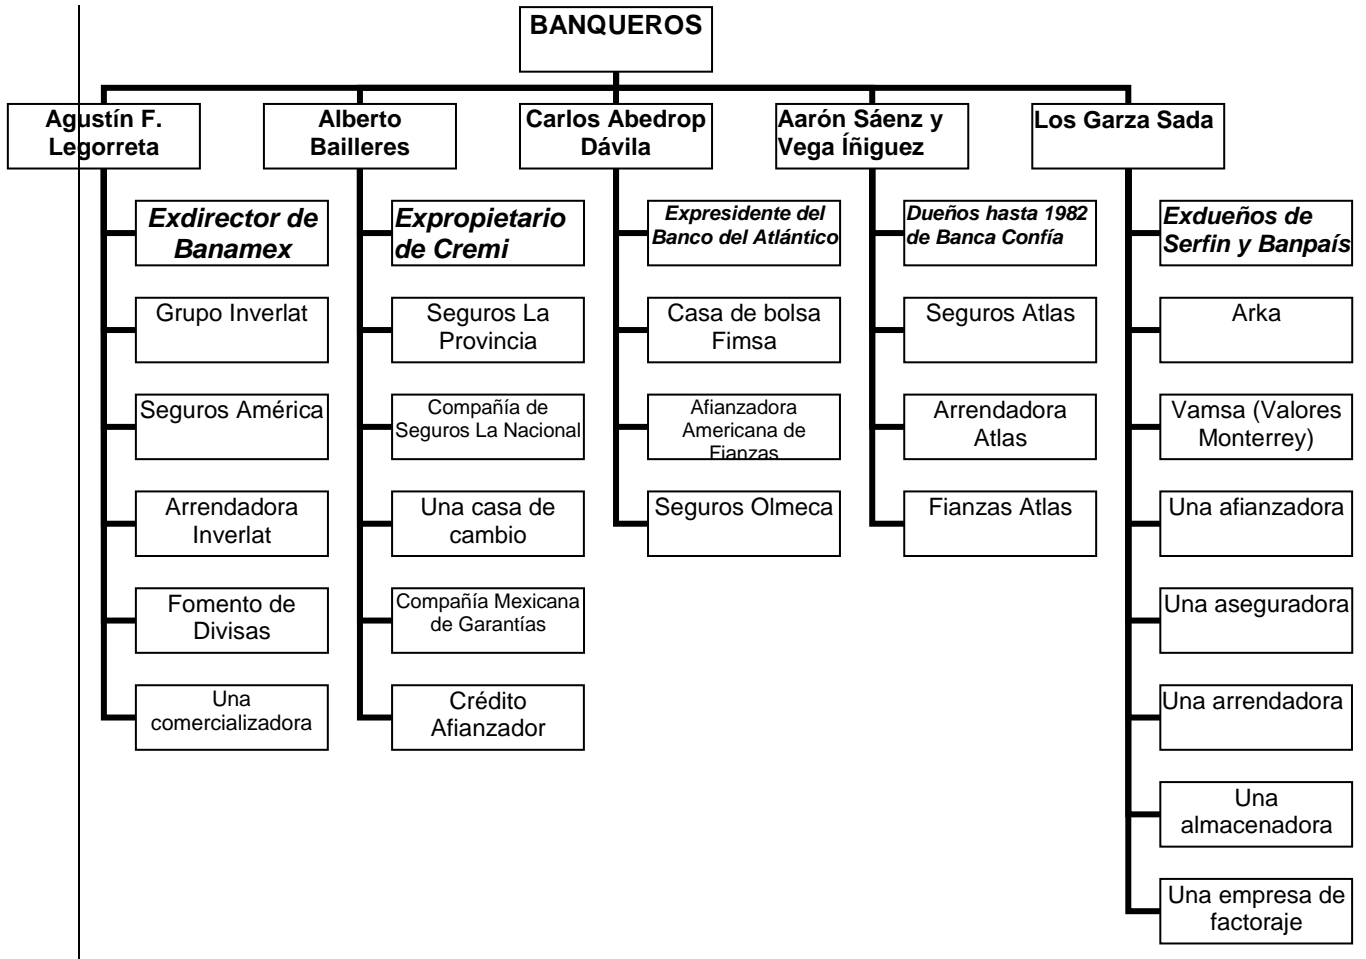 BANQUEROS
Agustín F.
Legorreta
Alberto
Bailleres
Carlos Abedrop
Dávila
Aarón Sáenz y
Vega Íñiguez
Los Garza Sada
Exdirector de
Banamex
Grupo Inverlat
Seguros América
Arrendadora
Inverlat
Fomento de
Divisas
Una
comercializadora
Expropietario
de Cremi
Seguros La
Provincia
Compañía de
Seguros La Nacional
Una casa de
cambio
Compañía Mexicana
de Garantías
Crédito
Afianzador
Expresidente del
Banco del Atlántico
Casa de bolsa
Fimsa
Afianzadora
Americana de
Fianzas
Seguros Olmeca
Dueños hasta 1982
de Banca Confía
Seguros Atlas
Arrendadora
Atlas
Fianzas Atlas
Exdueños de
Serfin y Banpaís
Arka
Vamsa (Valores
Monterrey)
Una afianzadora
Una aseguradora
Una arrendadora
Una
almacenadora
Una empresa de
factoraje